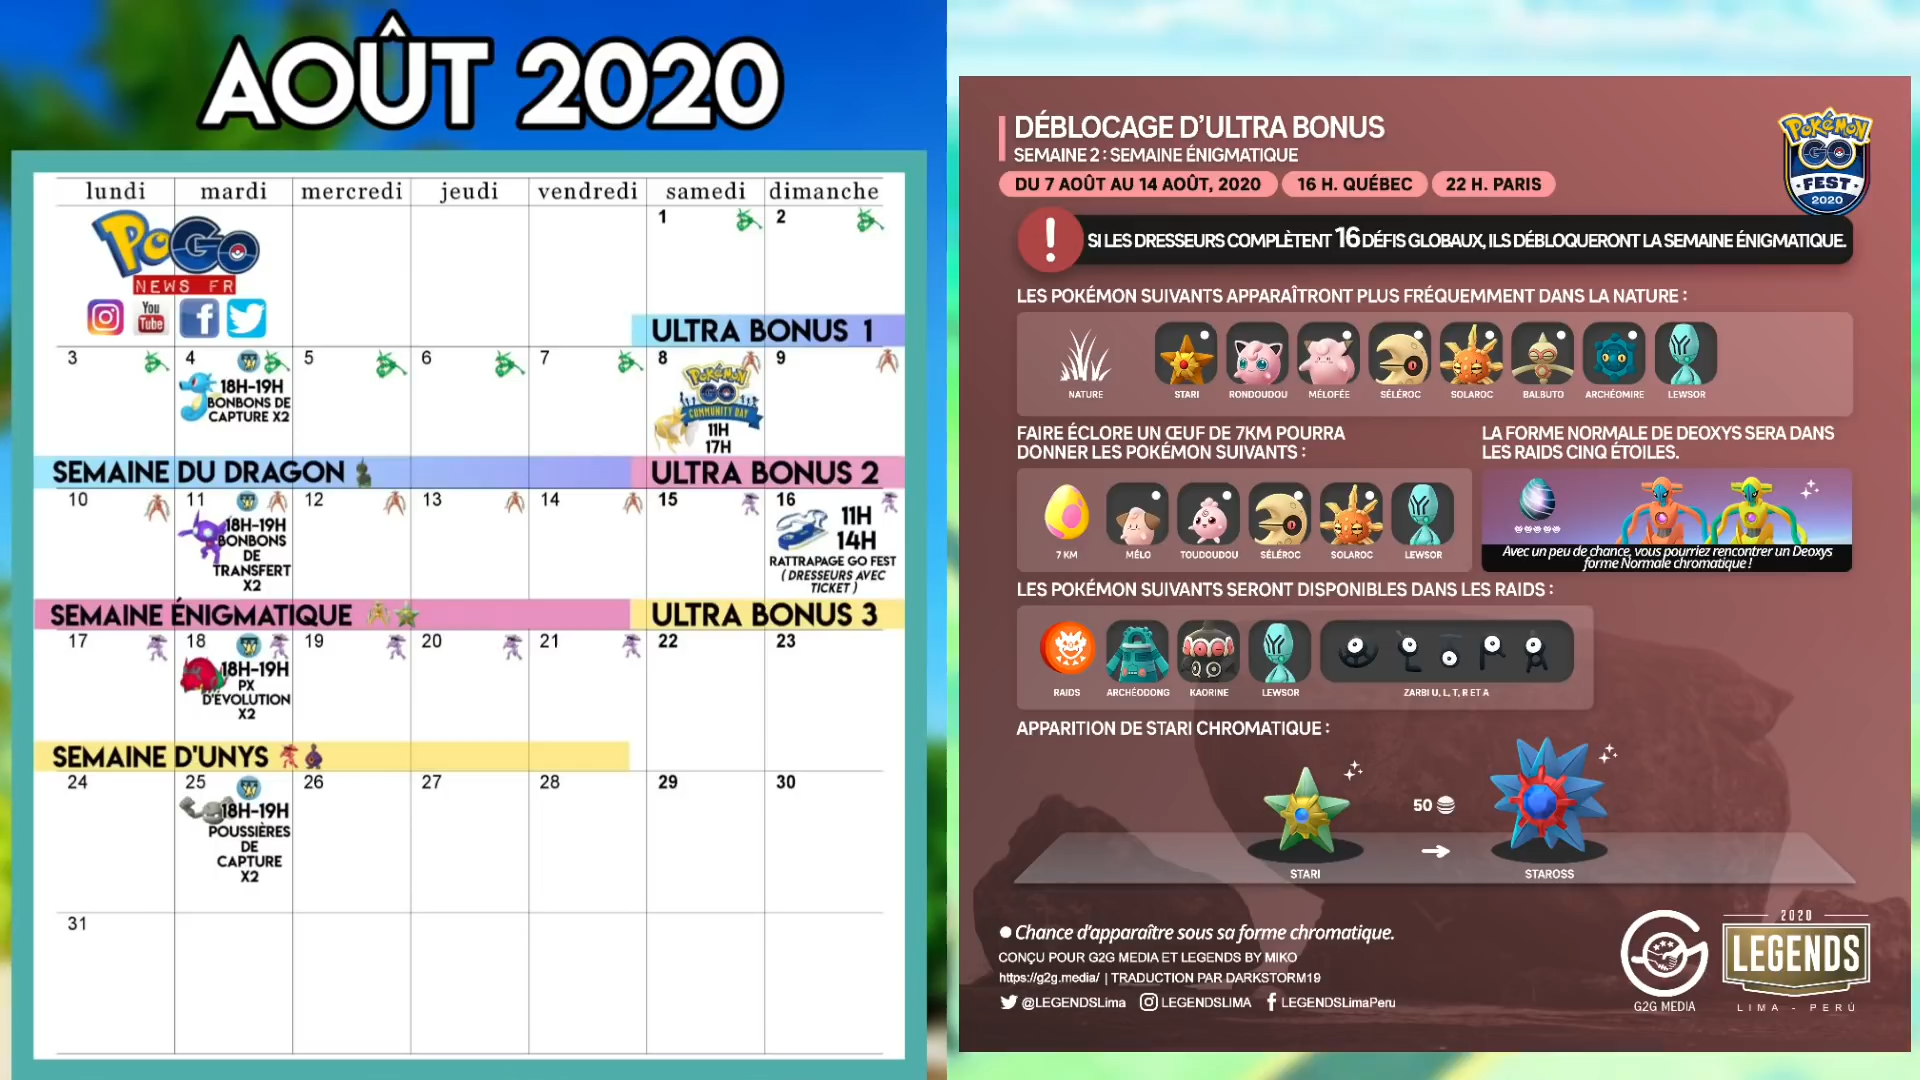 AOÛT 2020
lundi mardi mercredi jeudi vendredi samedi dimanche
1 2
PoGo
NEWS FR
You
Tube
ULTRA BONUS 1
3 4 5 6 7 8 9
18H-19H
BONBONS DE
CAPTURE X2
POKÉMON
GO
COMMUNITY DAY
11H
17H
SEMAINE DU DRAGON
ULTRA BONUS 2
10 11 12 13 14 15 16
18H-19H
BONBONS
DE
TRANSFERT
X2
11H
14H
RATTRAPAGE GO FEST
( DRESSEURS AVEC
TICKET )
SEMAINE ÉNIGMATIQUE
ULTRA BONUS 3
17 18 19 20 21 22 23
18H-19H
PX
D'ÉVOLUTION
X2
SEMAINE D'UNYS
24 25 26 27 28 29 30
18H-19H
POUSSIÈRES
DE
CAPTURE
X2
31
DÉBLOCAGE D'ULTRA BONUS
SEMAINE 2 : SEMAINE ÉNIGMATIQUE
DU 7 AOÛT AU 14 AOÛT, 2020 16 H. QUÉBEC 22 H. PARIS
POKÉMON
GO
FEST
2020
! SI LES DRESSEURS COMPLÈTENT 16 DÉFIS GLOBAUX, ILS DÉBLOQUERONT LA SEMAINE ÉNIGMATIQUE.
LES POKÉMON SUIVANTS APPARAÎTRONT PLUS FRÉQUEMMENT DANS LA NATURE :
NATURE STARI RONDOUDOU MÉLOFÉE SÉLÉROC SOLAROC BALBUTO ARCHÉOMIRE LEWSOR
FAIRE ÉCLORE UN ŒUF DE 7KM POURRA
DONNER LES POKÉMON SUIVANTS :
7 KM MÉLO TOUDOUDOU SÉLÉROC SOLAROC LEWSOR
LA FORME NORMALE DE DEOXYS SERA DANS
LES RAIDS CINQ ÉTOILES.
Avec un peu de chance, vous pourriez rencontrer un Deoxys
forme Normale chromatique !
LES POKÉMON SUIVANTS SERONT DISPONIBLES DANS LES RAIDS :
RAIDS ARCHÉODONG KAORINE LEWSOR ZARBI U, L, T, R ET A
APPARITION DE STARI CHROMATIQUE :
50
STARI STAROSS
Chance d'apparaître sous sa forme chromatique.
CONÇU POUR G2G MEDIA ET LEGENDS BY MIKO
https://g2g.media/ | TRADUCTION PAR DARKSTORM19
@LEGENDSLima LEGENDSLIMA LEGENDSLimaPeru
G2G MEDIA
2020
LEGENDS
LIMA - PERÚ